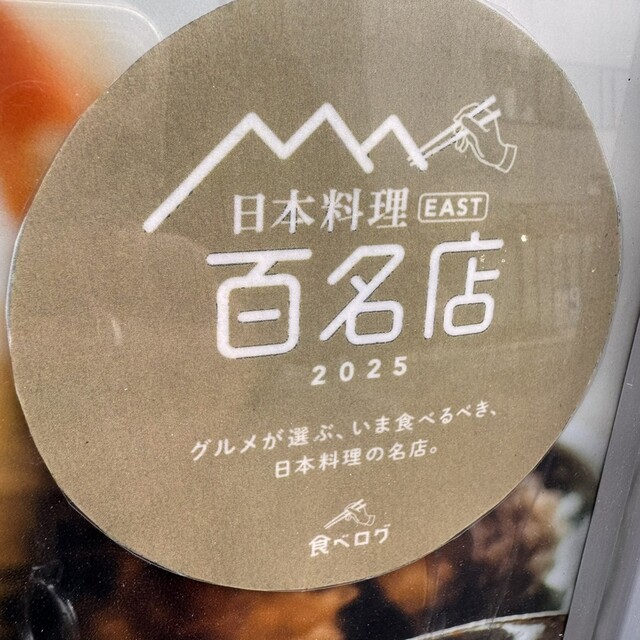 日本料理 EAST
百名店
2025
グルメが選ぶ、いま食べるべき、
日本料理の名店。
食べログ